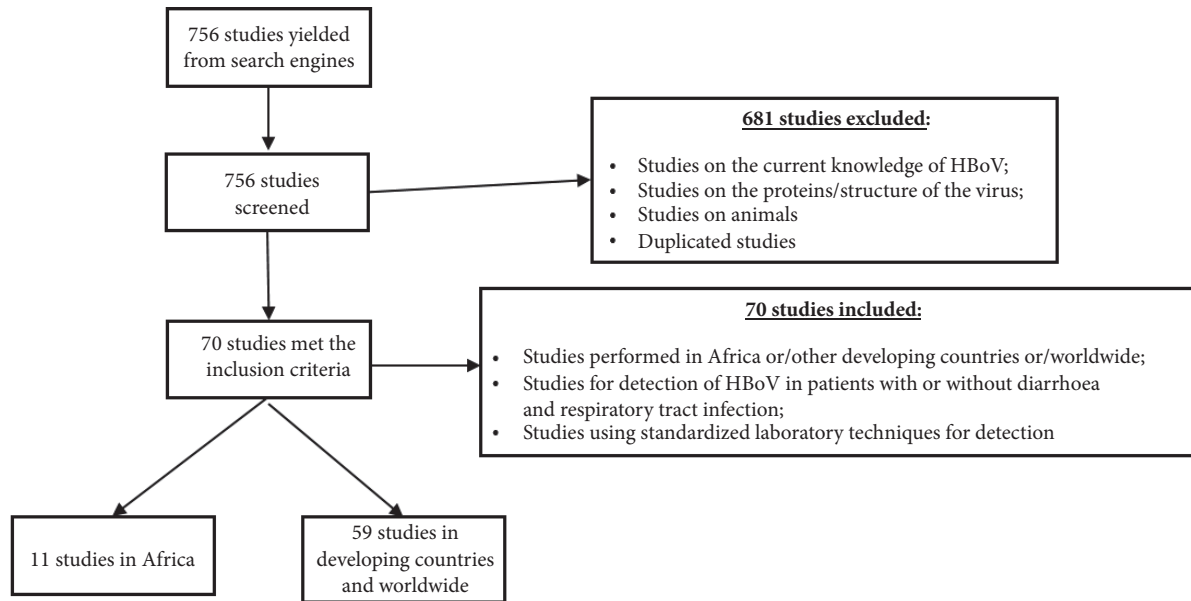 756 studies yielded
from search engines
756 studies
screened
681 studies excluded:
• Studies on the current knowledge of HBoV;
• Studies on the proteins/structure of the virus;
• Studies on animals
• Duplicated studies
70 studies met the
inclusion criteria
70 studies included:
• Studies performed in Africa or/other developing countries or/worldwide;
• Studies for detection of HBoV in patients with or without diarrhoea
and respiratory tract infection;
• Studies using standardized laboratory techniques for detection
11 studies in Africa
59 studies in
developing countries
and worldwide